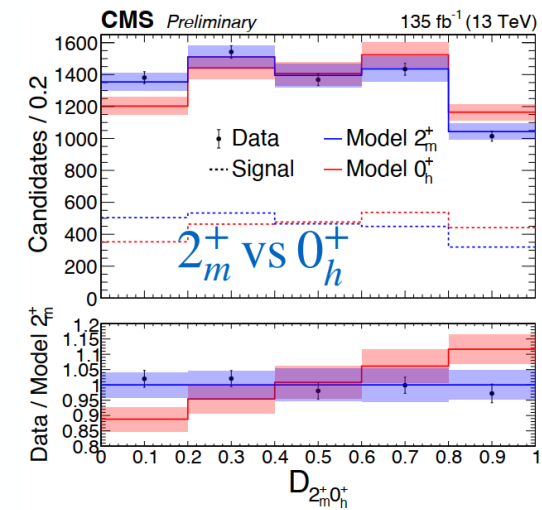 CMS Preliminary 135 fb⁻¹ (13 TeV)
Candidates / 0.2
1600
1400
1200
1000
800
600
400
200
0
Data Model 2⁺ₘ
Signal Model 0⁺ₕ
2⁺ₘ vs 0⁺ₕ
Data / Model 2⁺ₘ
1.2
1.15
1.1
1.05
1
0.95
0.9
0.85
0.8
0 0.1 0.2 0.3 0.4 0.5 0.6 0.7 0.8 0.9 1
D₂⁺ₘ₀⁺ₕ